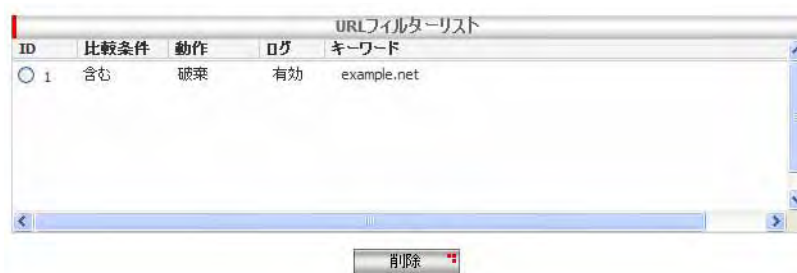 URLフィルターリスト
ID 比較条件 動作 ログ キーワード
1 含む 破棄 有効 example.net
削除